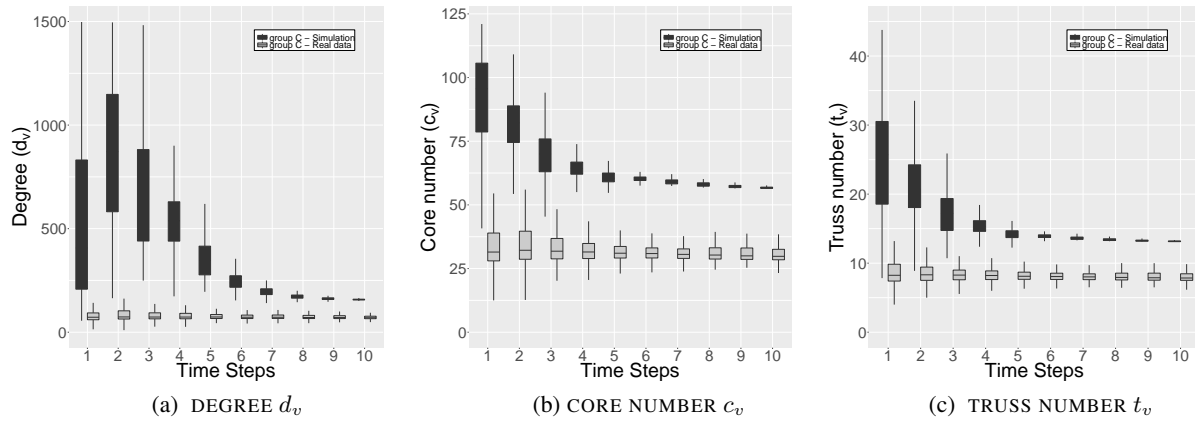 1500
1000
500
0
Degree (d_v)
group C − Simulation
group C − Real data
1 2 3 4 5 6 7 8 9 10
Time Steps
(a) DEGREE d_v
125
100
75
50
25
0
Core number (c_v)
group C − Simulation
group C − Real data
1 2 3 4 5 6 7 8 9 10
Time Steps
(b) CORE NUMBER c_v
45
40
30
20
10
0
Truss number (t_v)
group C − Simulation
group C − Real data
1 2 3 4 5 6 7 8 9 10
Time Steps
(c) TRUSS NUMBER t_v